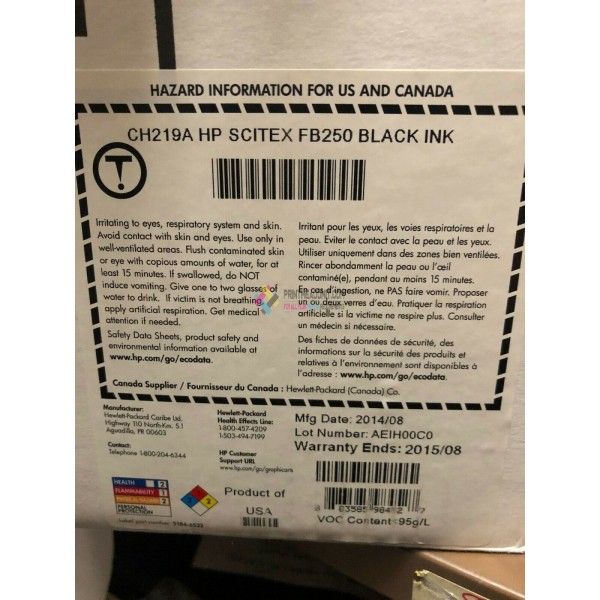 HAZARD INFORMATION FOR US AND CANADA
CH219A HP SCITEX FB250 BLACK INK
Irritating to eyes, respiratory system and skin.
Avoid contact with skin and eyes. Use only in
well-ventilated areas. Flush contaminated skin
or eye with copious amounts of water, for at
least 15 minutes. If swallowed, do NOT
induce vomiting. Give one to two glasses of
water to drink. If victim is not breathing,
apply artificial respiration. Get medical
attention if needed.
Safety Data Sheets, product safety and
environmental information available at
www.hp.com/go/ecodata.
Irritant pour les yeux, les voies respiratoires et la
peau. Eviter le contact avec la peau et les yeux.
Utiliser uniquement dans des zones bien ventilées.
Rincer abondamment la peau ou l'œil
contaminé(e), pendant au moins 15 minutes.
En cas d'ingestion, ne PAS faire vomir. Proposer
un ou deux verres d'eau. Pratiquer la respiration
artificielle si la victime ne respire plus. Consulter
un médecin si nécessaire.
Des fiches de données de sécurité, des
informations sur la sécurité des produits et
relatives à l'environnement sont disponibles à
l'adresse : www.hp.com/go/ecodata.
Canada Supplier / Fournisseur du Canada : Hewlett-Packard (Canada) Co.
Manufacturer:
Hewlett-Packard Caribe Ltd.
Highway 110 North-Km. 5.1
Aguadilla, PR 00603
Contact:
Telephone 1-800-204-6344
Hewlett-Packard
Health Effects Line:
1-800-457-4209
1-503-494-7199
HP Customer
Support URL
www.hp.com/go/graphicarts
Mfg Date: 2014/08
Lot Number: AEIH00C0
Warranty Ends: 2015/08
HEALTH 2
FLAMMABILITY 1
PHYSICAL HAZARD 2
PERSONAL
PROTECTION
2 1 2
Product of
USA
VOC Content 95g/L